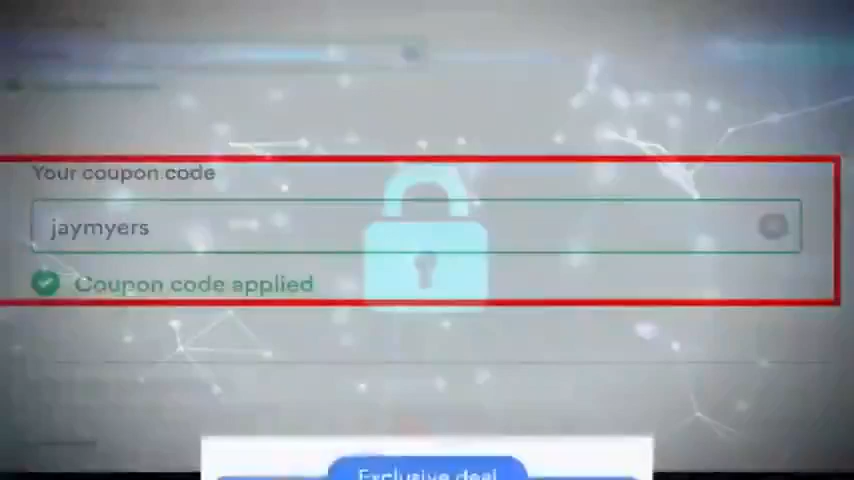 Your coupon code
jaymyers
Coupon code applied
Exclusive deal